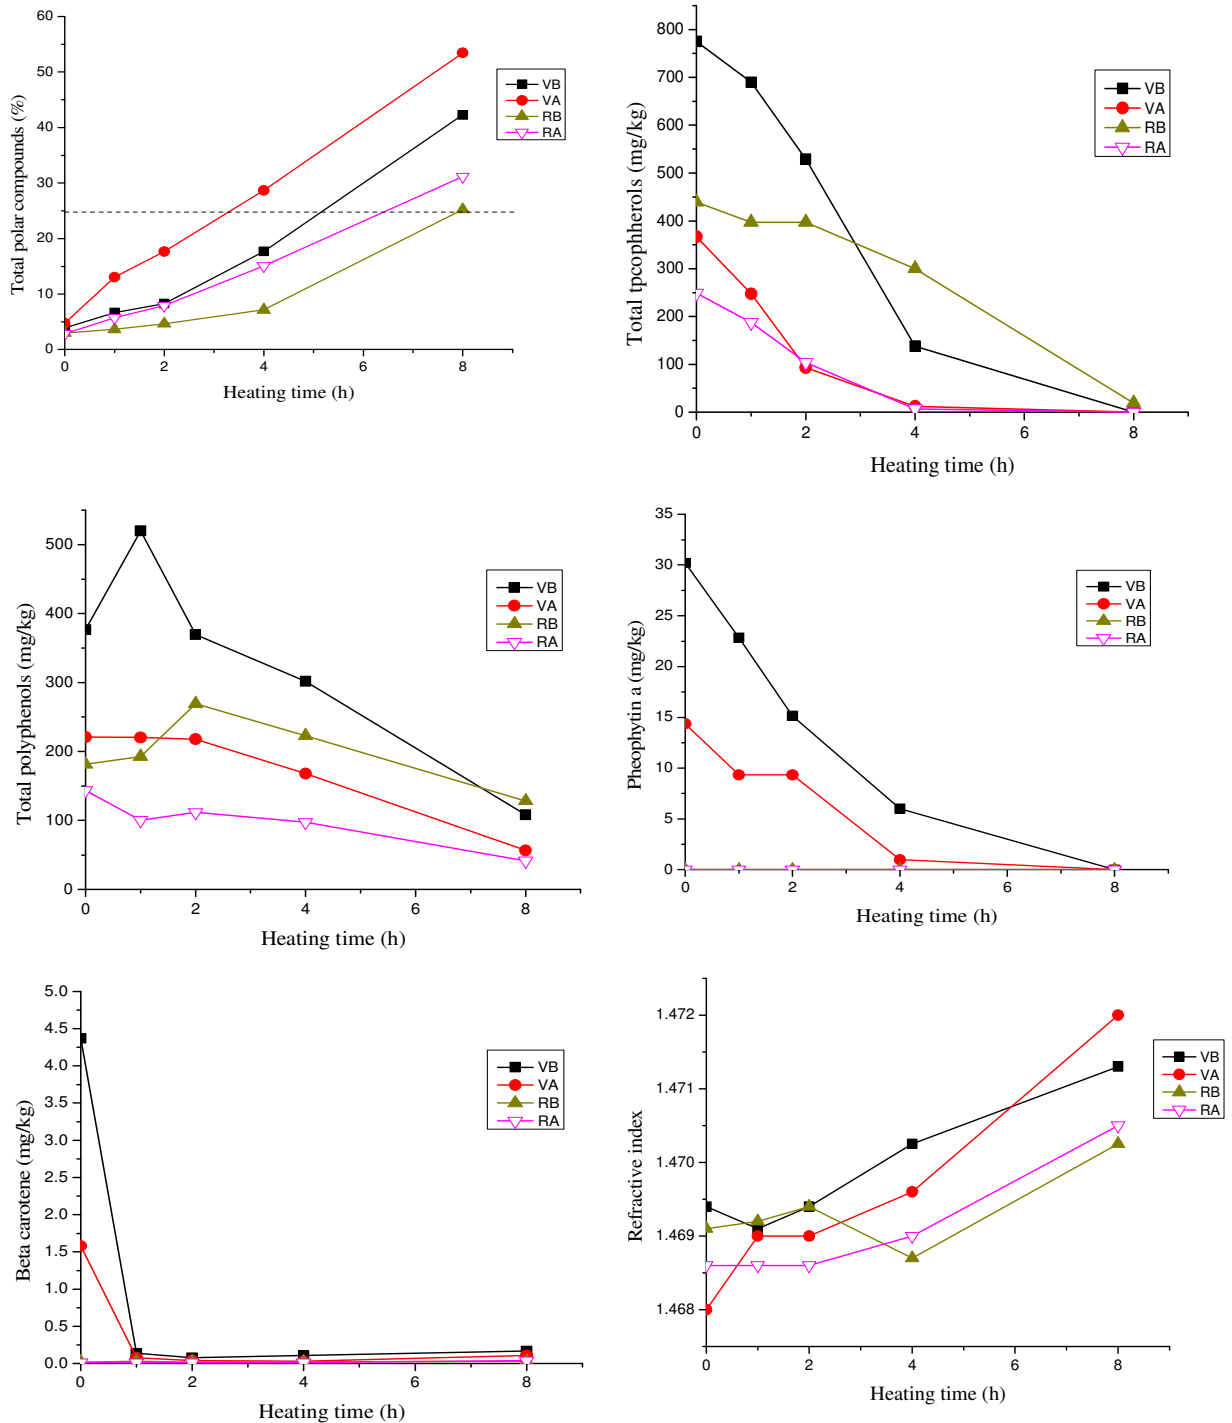 Total polar compounds (%)
60
50
40
30
20
10
0
0
2
4
6
8
Heating time (h)
VB
VA
RB
RA
Total tpcophherols (mg/kg)
800
700
600
500
400
300
200
100
0
0
2
4
6
8
Heating time (h)
VB
VA
RB
RA
Total polyphenols (mg/kg)
500
400
300
200
100
0
0
2
4
6
8
Heating time (h)
VB
VA
RB
RA
Pheophytin a (mg/kg)
35
30
25
20
15
10
5
0
0
2
4
6
8
Heating time (h)
VB
VA
RB
RA
Beta carotene (mg/kg)
5.0
4.5
4.0
3.5
3.0
2.5
2.0
1.5
1.0
0.5
0.0
0
2
4
6
8
Heating time (h)
VB
VA
RB
RA
Refractive index
1.472
1.471
1.470
1.469
1.468
0
2
4
6
8
Heating time (h)
VB
VA
RB
RA